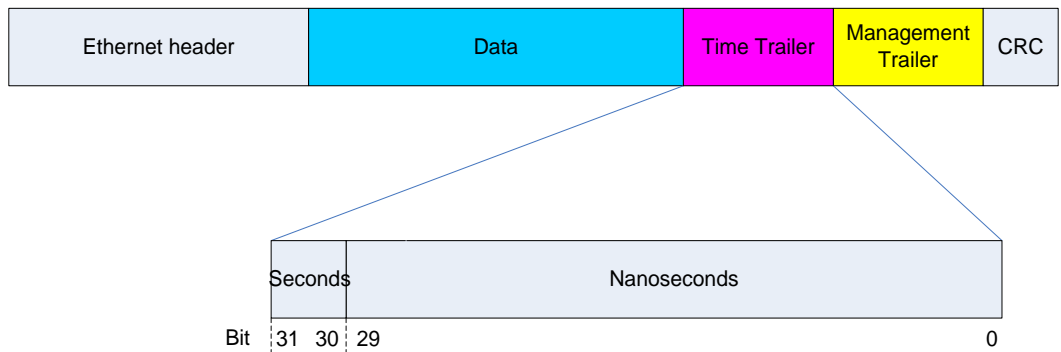 Ethernet header
Data
Time Trailer
Management
Trailer
CRC
Seconds
Nanoseconds
Bit 31 30 29 0